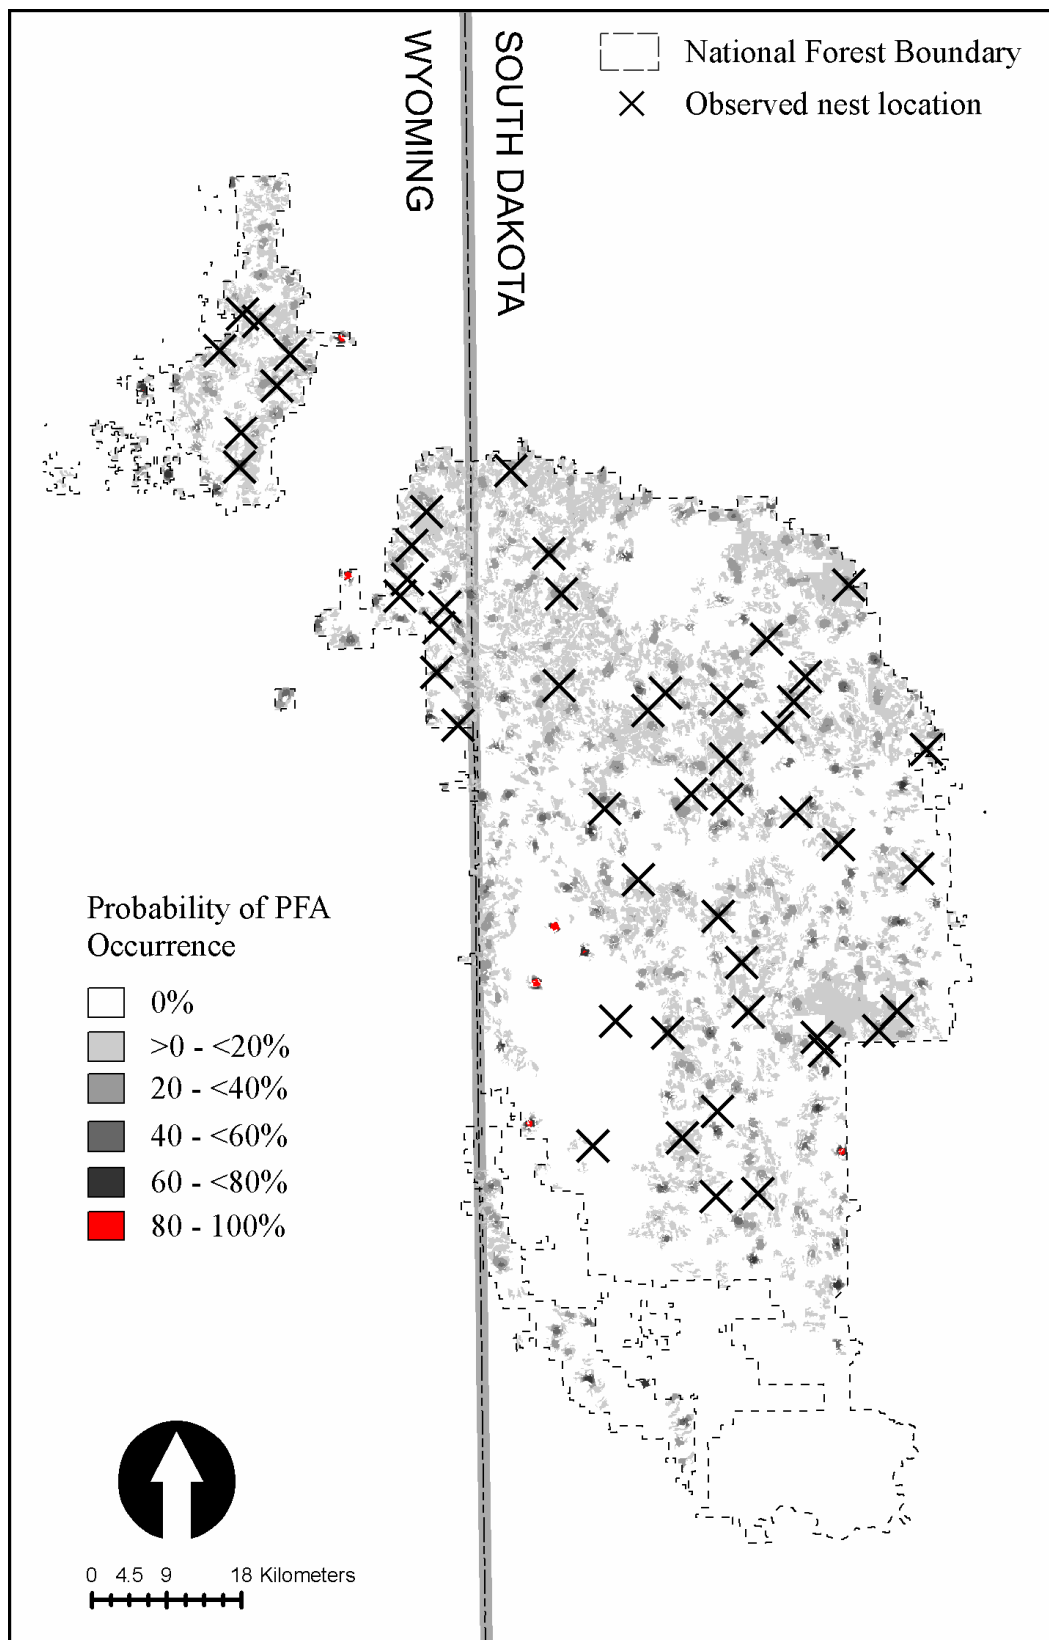 WYOMING
SOUTH DAKOTA
National Forest Boundary
Observed nest location
Probability of PFA
Occurrence
0%
>0 - <20%
20 - <40%
40 - <60%
60 - <80%
80 - 100%
0 4.5 9 18 Kilometers